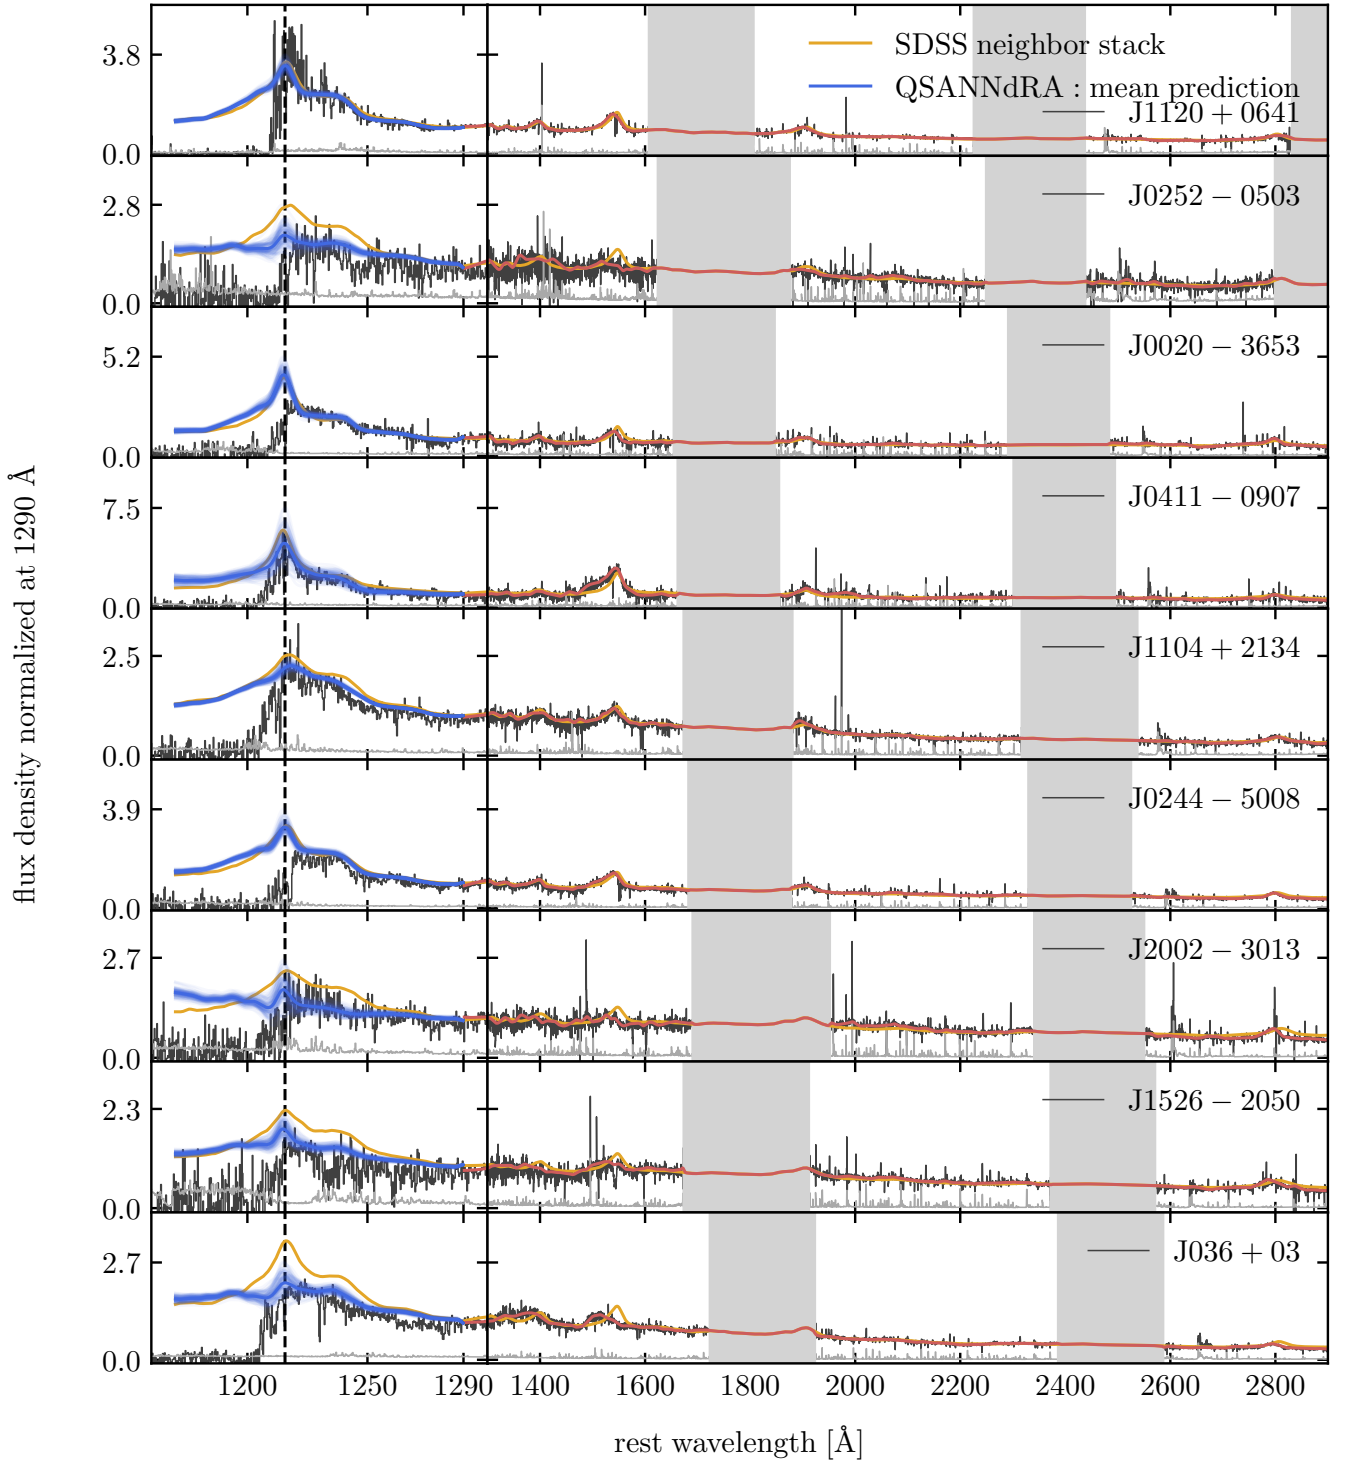 SDSS neighbor stack
QSANNdRA : mean prediction
J1120 + 0641
3.8
0.0
J0252 − 0503
2.8
0.0
J0020 − 3653
5.2
0.0
J0411 − 0907
7.5
0.0
J1104 + 2134
2.5
0.0
J0244 − 5008
3.9
0.0
J2002 − 3013
2.7
0.0
J1526 − 2050
2.3
0.0
J036 + 03
2.7
0.0
flux density normalized at 1290 Å
1200 1250 1290 1400 1600 1800 2000 2200 2400 2600 2800
rest wavelength [Å]